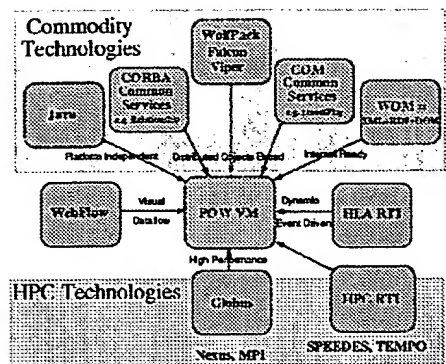 Commodity
Technologies
WolfPack
Falcon
Viper
CORBA
Common
Services
e.g. Relationship
COM
Common
Services
Java
WOM =
XML+RDF+DOM
Platform Independent
Distributed Objects Based
Internet Ready
WebFlow
Visual
Dataflow
POW VM
Dynamic
Event Driven
HLA RTI
High Performance
HPC Technologies
Globus
HPC RTI
Nexus, MPI
SPEEDES, TEMPO